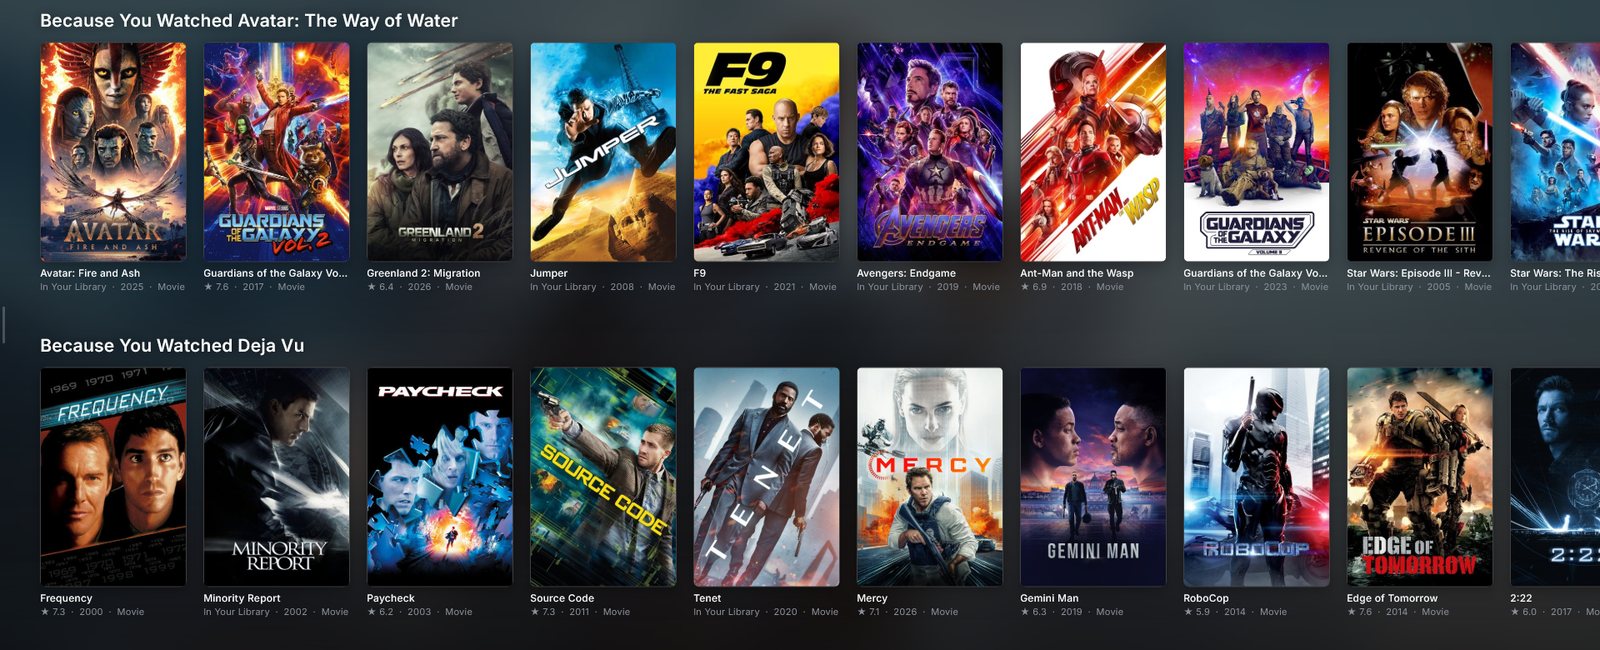 Because You Watched Avatar: The Way of Water
AVATAR
FIRE AND ASH
MARVEL STUDIOS
GUARDIANS
OF THE GALAXY
VOL. 2
GREENLAND 2
MIGRATION
JUMPER
F9
THE FAST SAGA
AVENGERS
ENDGAME
ANT-MAN AND THE WASP
GUARDIANS
OF THE GALAXY
VOLUME 3
STAR WARS
EPISODE III
REVENGE OF THE SITH
STAR
WAR
Avatar: Fire and Ash
In Your Library · 2025 · Movie
Guardians of the Galaxy Vo...
★ 7.6 · 2017 · Movie
Greenland 2: Migration
★ 6.4 · 2026 · Movie
Jumper
In Your Library · 2008 · Movie
F9
In Your Library · 2021 · Movie
Avengers: Endgame
In Your Library · 2019 · Movie
Ant-Man and the Wasp
★ 6.9 · 2018 · Movie
Guardians of the Galaxy Vo...
In Your Library · 2023 · Movie
Star Wars: Episode III - Rev...
In Your Library · 2005 · Movie
Star Wars: The Ris
In Your Library · 20
Because You Watched Deja Vu
1969 1970 1971
FREQUENCY
MINORITY
REPORT
PAYCHECK
SOURCE CODE
TENET
MERCY
GEMINI MAN
ROBOCOP
EDGE OF
TOMORROW
2:22
Frequency
★ 7.3 · 2000 · Movie
Minority Report
In Your Library · 2002 · Movie
Paycheck
★ 6.2 · 2003 · Movie
Source Code
★ 7.3 · 2011 · Movie
Tenet
In Your Library · 2020 · Movie
Mercy
★ 7.1 · 2026 · Movie
Gemini Man
★ 6.3 · 2019 · Movie
RoboCop
★ 5.9 · 2014 · Movie
Edge of Tomorrow
★ 7.6 · 2014 · Movie
2:22
★ 6.0 · 2017 · Mo